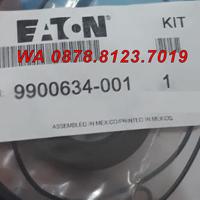 EATON KIT
WA 0878.8123.7019
9900634-001 1
ASSEMBLED IN MEXICO/PRINTED IN MEXICO.